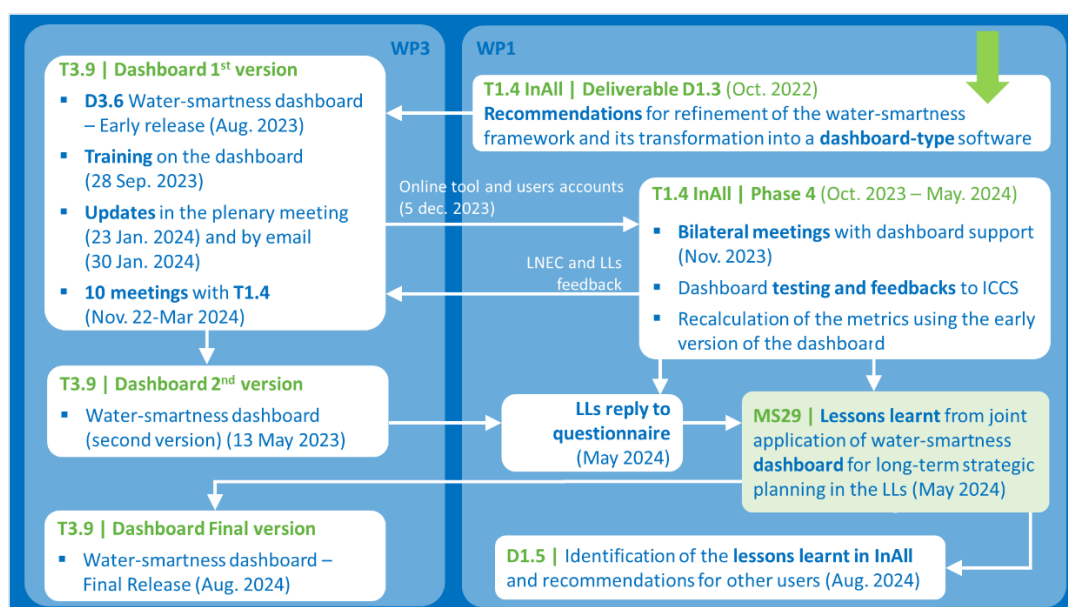 WP3
T3.9 | Dashboard 1st version
▪ D3.6 Water-smartness dashboard
– Early release (Aug. 2023)
▪ Training on the dashboard
(28 Sep. 2023)
▪ Updates in the plenary meeting
(23 Jan. 2024) and by email
(30 Jan. 2024)
▪ 10 meetings with T1.4
(Nov. 22-Mar 2024)
T3.9 | Dashboard 2nd version
▪ Water-smartness dashboard
(second version) (13 May 2023)
T3.9 | Dashboard Final version
▪ Water-smartness dashboard –
Final Release (Aug. 2024)
WP1
T1.4 InAll | Deliverable D1.3 (Oct. 2022)
Recommendations for refinement of the water-smartness
framework and its transformation into a dashboard-type software
Online tool and users accounts
(5 dec. 2023)
LNEC and LLs
feedback
T1.4 InAll | Phase 4 (Oct. 2023 – May. 2024)
▪ Bilateral meetings with dashboard support
(Nov. 2023)
▪ Dashboard testing and feedbacks to ICCS
▪ Recalculation of the metrics using the early
version of the dashboard
LLs reply to
questionnaire
(May 2024)
MS29 | Lessons learnt from joint
application of water-smartness
dashboard for long-term strategic
planning in the LLs (May 2024)
D1.5 | Identification of the lessons learnt in InAll
and recommendations for other users (Aug. 2024)